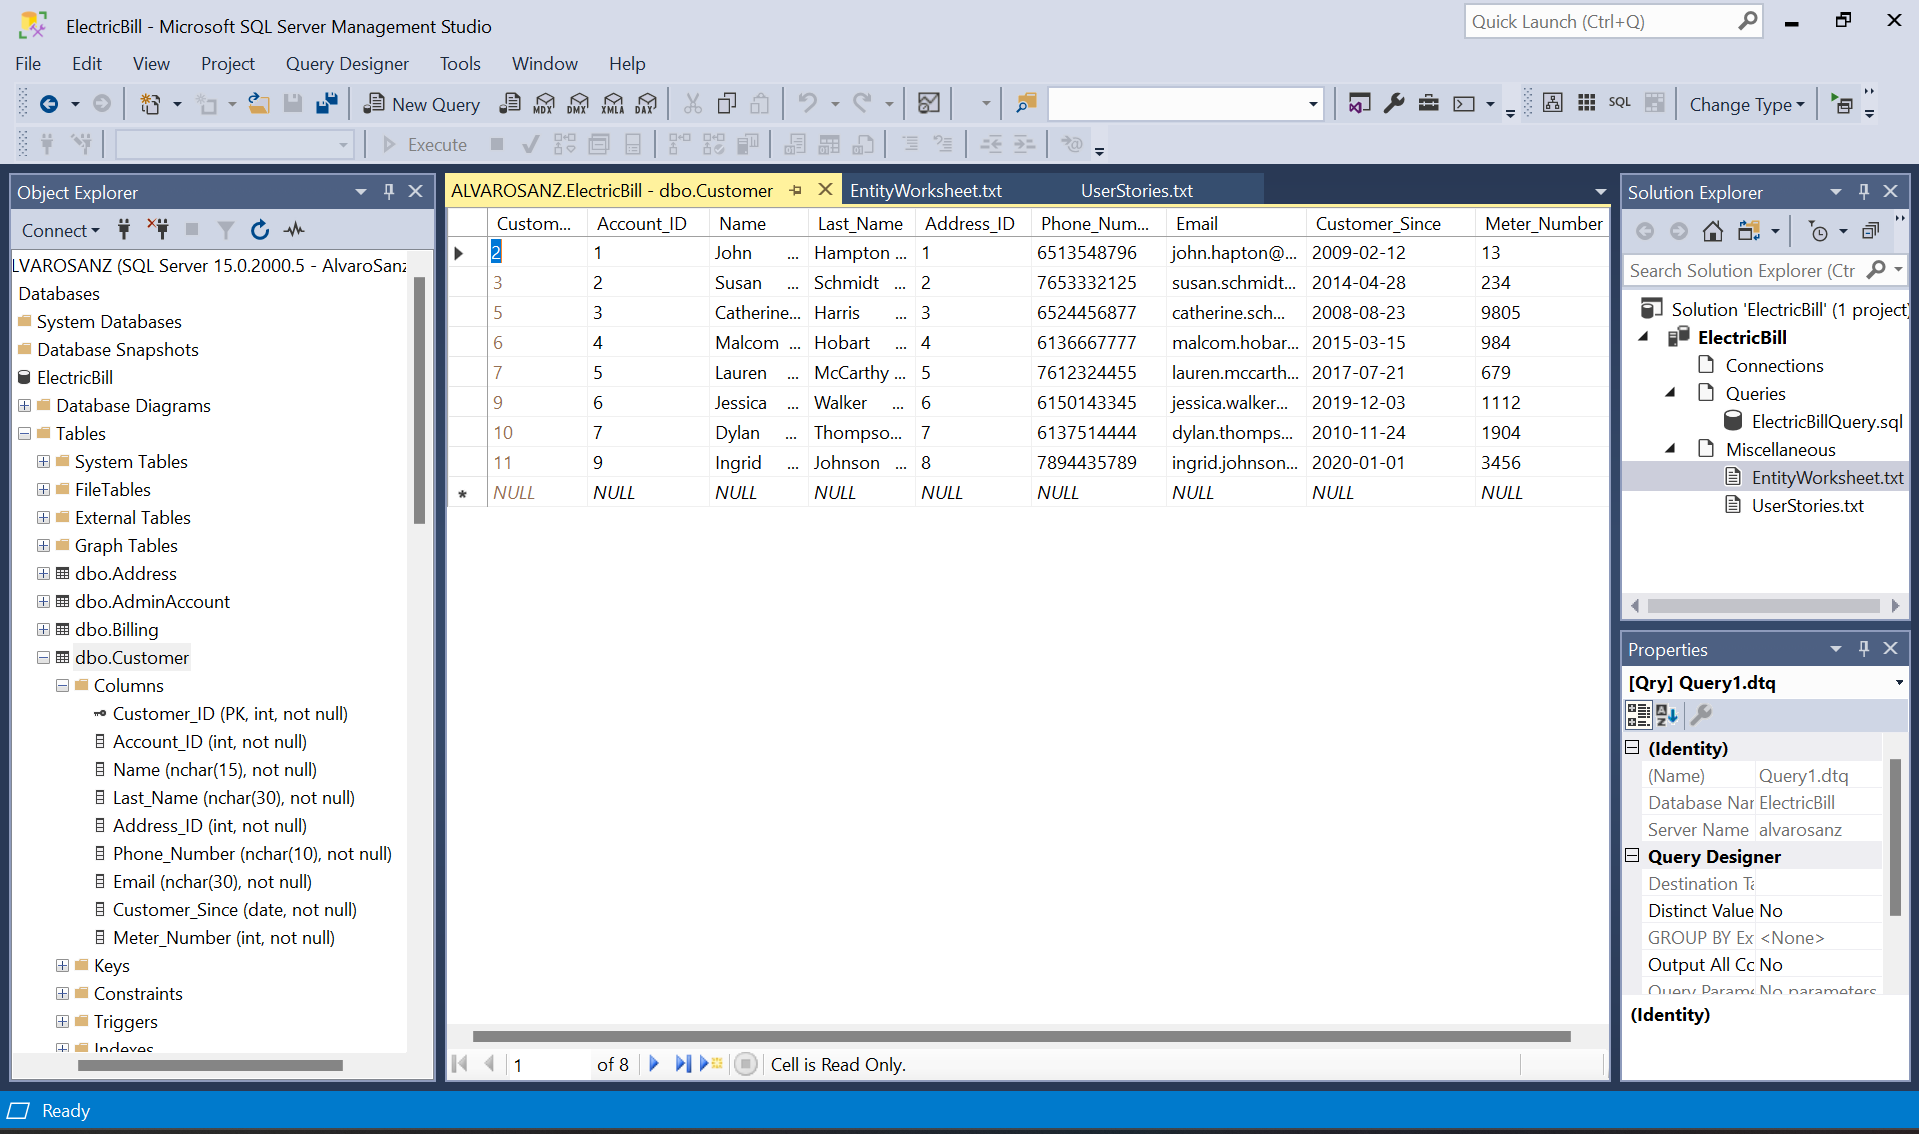 ElectricBill - Microsoft SQL Server Management Studio
Quick Launch (Ctrl+Q)
File Edit View Project Query Designer Tools Window Help
New Query MDX DMX XMLA DAX SQL Change Type
Execute
Object Explorer
Connect
LVAROSANZ (SQL Server 15.0.2000.5 - AlvaroSanz
Databases
System Databases
Database Snapshots
ElectricBill
Database Diagrams
Tables
System Tables
FileTables
External Tables
Graph Tables
dbo.Address
dbo.AdminAccount
dbo.Billing
dbo.Customer
Columns
Customer_ID (PK, int, not null)
Account_ID (int, not null)
Name (nchar(15), not null)
Last_Name (nchar(30), not null)
Address_ID (int, not null)
Phone_Number (nchar(10), not null)
Email (nchar(30), not null)
Customer_Since (date, not null)
Meter_Number (int, not null)
Keys
Constraints
Triggers
Indexes
ALVAROSANZ.ElectricBill - dbo.Customer EntityWorksheet.txt UserStories.txt
Custom... Account_ID Name Last_Name Address_ID Phone_Num... Email Customer_Since Meter_Number
2 1 John ... Hampton ... 1 6513548796 john.hapton@... 2009-02-12 13
3 2 Susan ... Schmidt ... 2 7653332125 susan.schmidt... 2014-04-28 234
5 3 Catherine... Harris ... 3 6524456877 catherine.sch... 2008-08-23 9805
6 4 Malcom ... Hobart ... 4 6136667777 malcom.hobar... 2015-03-15 984
7 5 Lauren ... McCarthy ... 5 7612324455 lauren.mccarth... 2017-07-21 679
9 6 Jessica ... Walker ... 6 6150143345 jessica.walker... 2019-12-03 1112
10 7 Dylan ... Thompso... 7 6137514444 dylan.thomps... 2010-11-24 1904
11 9 Ingrid ... Johnson ... 8 7894435789 ingrid.johnson... 2020-01-01 3456
NULL NULL NULL NULL NULL NULL NULL NULL NULL
1 of 8 Cell is Read Only.
Solution Explorer
Search Solution Explorer (Ctr
Solution 'ElectricBill' (1 project)
ElectricBill
Connections
Queries
ElectricBillQuery.sql
Miscellaneous
EntityWorksheet.txt
UserStories.txt
Properties
[Qry] Query1.dtq
(Identity)
(Name) Query1.dtq
Database Nar ElectricBill
Server Name alvarosanz
Query Designer
Destination Ta
Distinct Value No
GROUP BY Ex <None>
Output All Co No
Query Parame No parameters
(Identity)
Ready